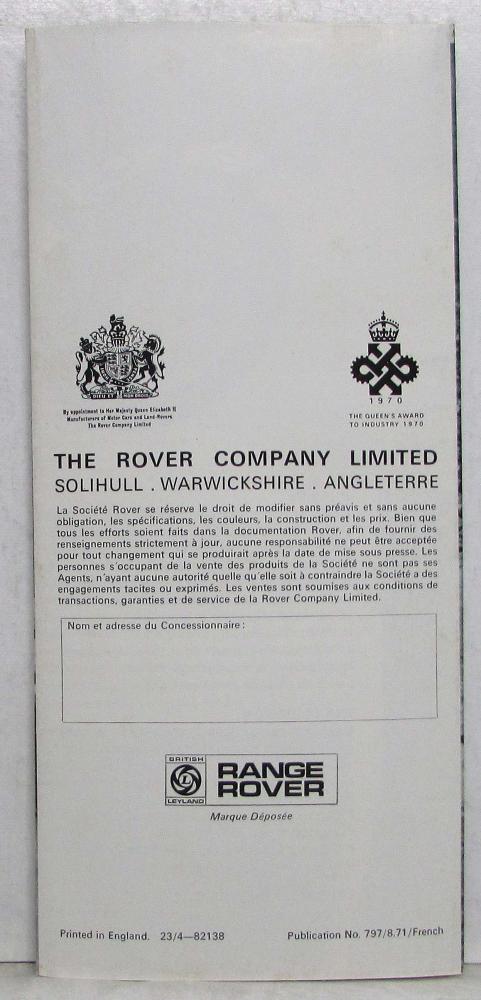 DIEU ET MON DROIT
By appointment to Her Majesty Queen Elizabeth II
Manufacturers of Motor Cars and Land-Rovers
The Rover Company Limited
1970
THE QUEEN'S AWARD
TO INDUSTRY 1970
THE ROVER COMPANY LIMITED
SOLIHULL . WARWICKSHIRE . ANGLETERRE
La Société Rover se réserve le droit de modifier sans préavis et sans aucune
obligation, les spécifications, les couleurs, la construction et les prix. Bien que
tous les efforts soient faits dans la documentation Rover, afin de fournir des
renseignements strictement à jour, aucune responsabilité ne peut être acceptée
pour tout changement qui se produirait après la date de mise sous presse. Les
personnes s'occupant de la vente des produits de la Société ne sont pas ses
Agents, n'ayant aucune autorité quelle qu'elle soit à contraindre la Société a des
engagements tacites ou exprimés. Les ventes sont soumises aux conditions de
transactions, garanties et de service de la Rover Company Limited.
Nom et adresse du Concessionnaire :
BRITISH
L
LEYLAND
RANGE
ROVER
Marque Déposée
Printed in England. 23/4—82138
Publication No. 797/8.71/French